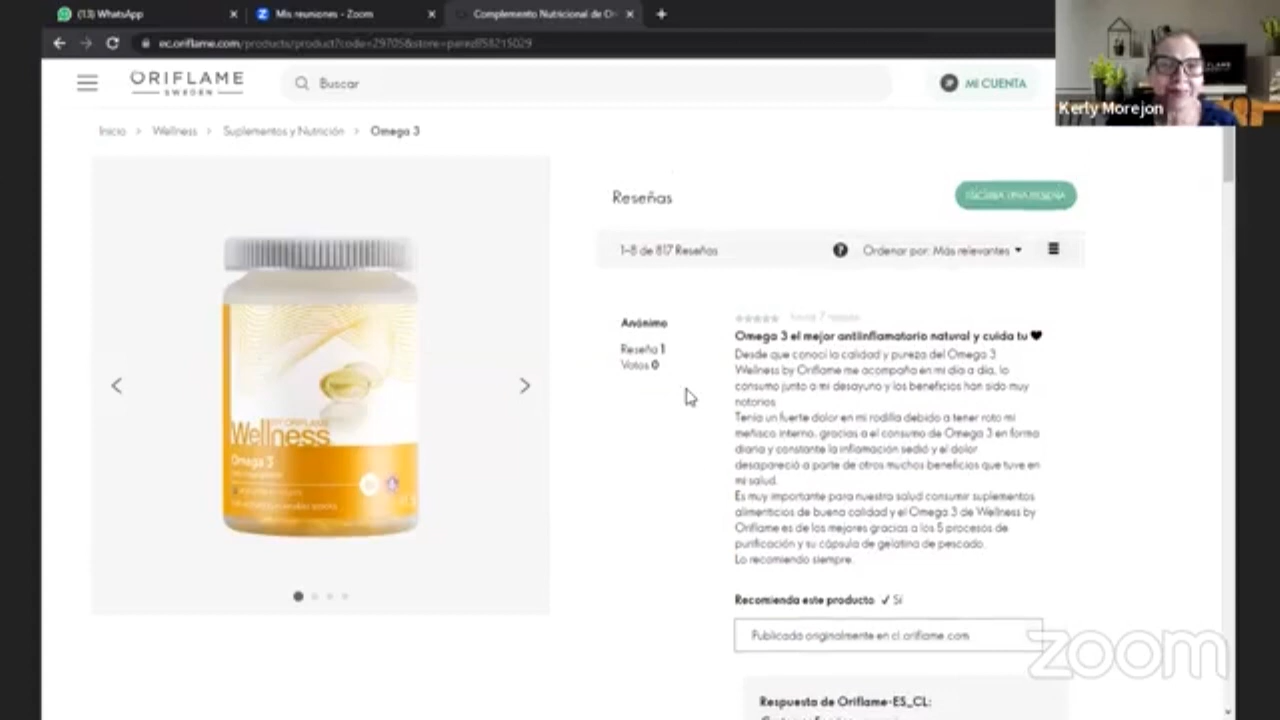 (13) WhatsApp
Mis reuniones - Zoom
Complemento Nutricional de O
ec.oriflame.com/products/product?code=29705&store=
ORIFLAME
SWEDEN
Buscar
MI CUENTA
Kerly Morejon
Inicio > Wellness > Suplementos y Nutrición > Omega 3
Reseñas
ESCRIBA UNA RESEÑA
1-8 de 817 Reseñas
Ordenar por: Más relevantes
Anónimo
Reseña 1
Votos 0
Omega 3 el mejor antiinflamatorio natural y cuida tu ♥
Desde que conocí la calidad y pureza del Omega 3
Wellness by Oriflame me acompaña en mi día a día, lo
consumo junto a mi desayuno y los beneficios han sido muy
notorios
Tenía un fuerte dolor en mi rodilla debido a tener roto mi
menisco interno, gracias a el consumo de Omega 3 en forma
diaria y constante la inflamación sedió y el dolor
desapareció a parte de otros muchos beneficios que tuve en
mi salud.
Es muy importante para nuestra salud consumir suplementos
alimenticios de buena calidad y el Omega 3 de Wellness by
Oriflame es de los mejores gracias a los 5 procesos de
purificación y su cápsula de gelatina de pescado.
Lo recomiendo siempre.
Recomienda este producto ✓ Sí
Publicada originalmente en cl.oriflame.com
Respuesta de Oriflame-ES_CL:
BY ORIFLAME
Wellness
Omega 3
zoom